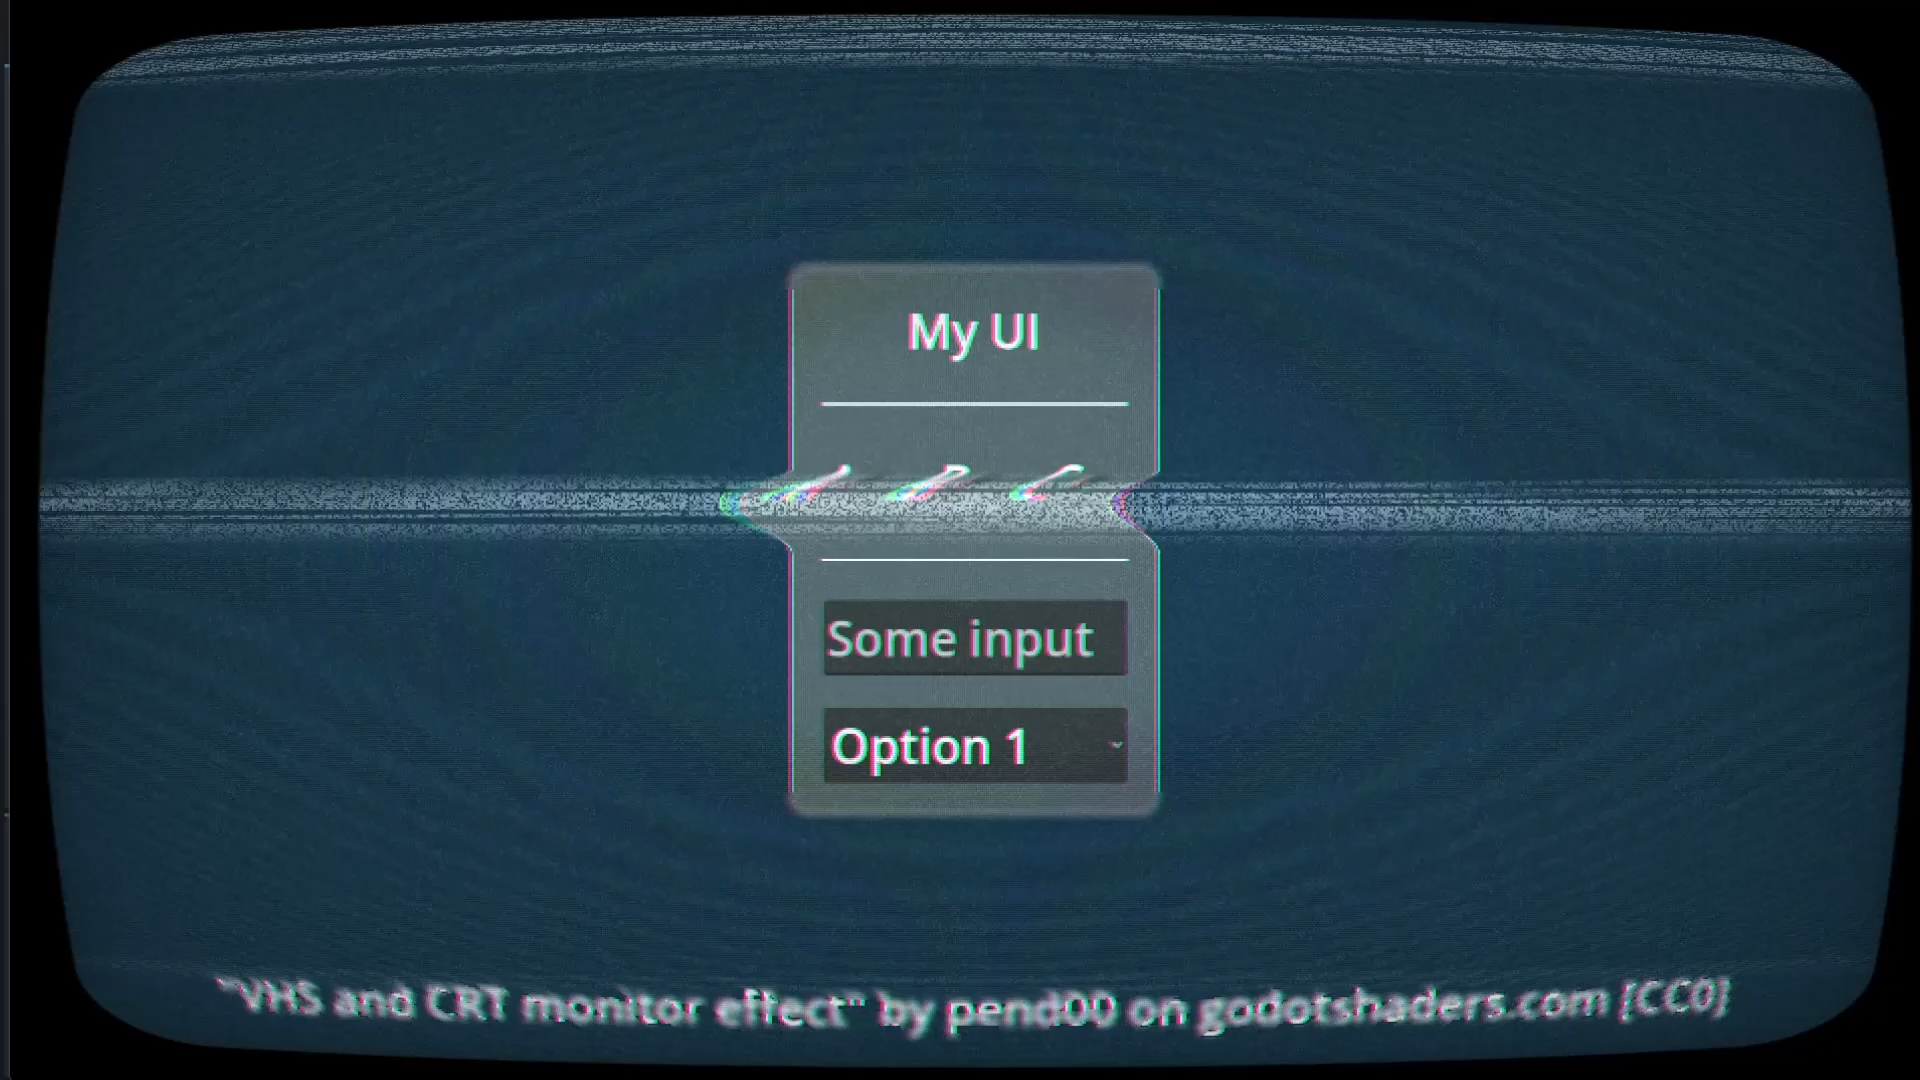 My UI
Some input
Option 1
"VHS and CRT monitor effect" by pend00 on godotshaders.com [CC0]